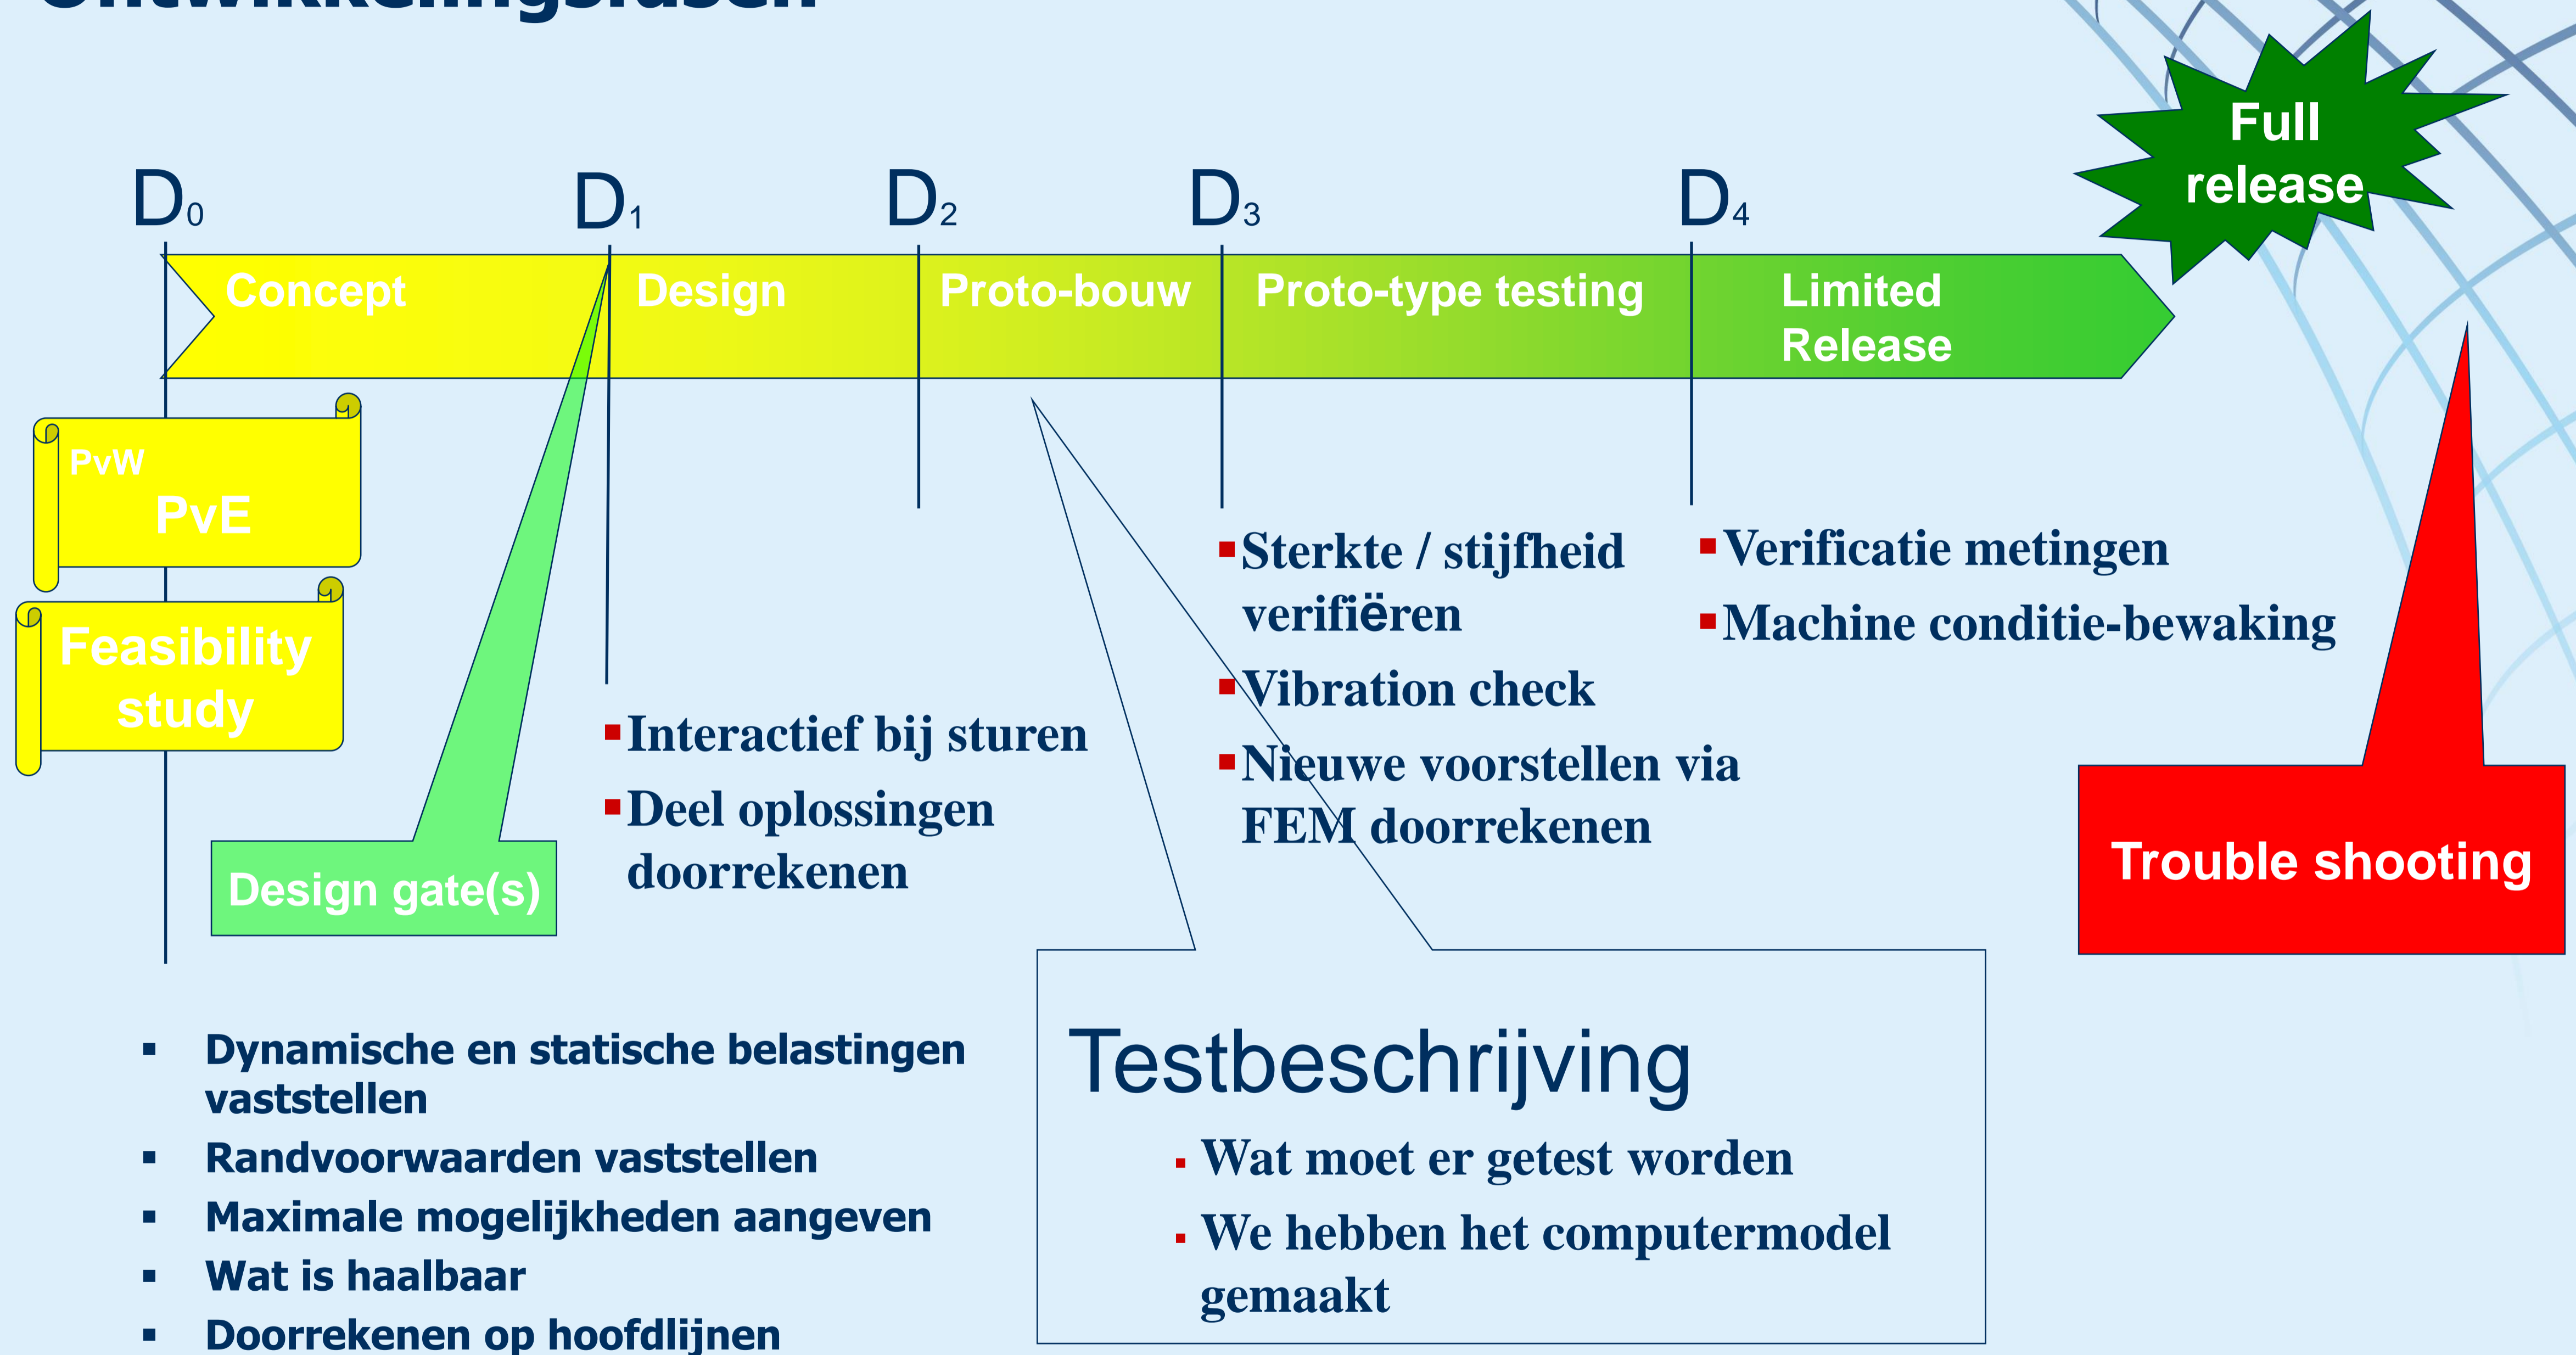 Ontwikkelingsfasen
Full
release
D0
D1
D2
D3
D4
Concept
Design
Proto-bouw
Proto-type testing
Limited
Release
PvW
PvE
Feasibility
study
Design gate(s)
▪Interactief bij sturen
▪Deel oplossingen
doorrekenen
▪Sterkte / stijfheid
verifiëren
▪Vibration check
▪Nieuwe voorstellen via
FEM doorrekenen
▪Verificatie metingen
▪Machine conditie-bewaking
Trouble shooting
▪ Dynamische en statische belastingen
vaststellen
▪ Randvoorwaarden vaststellen
▪ Maximale mogelijkheden aangeven
▪ Wat is haalbaar
▪ Doorrekenen op hoofdlijnen
Testbeschrijving
▪ Wat moet er getest worden
▪ We hebben het computermodel
gemaakt